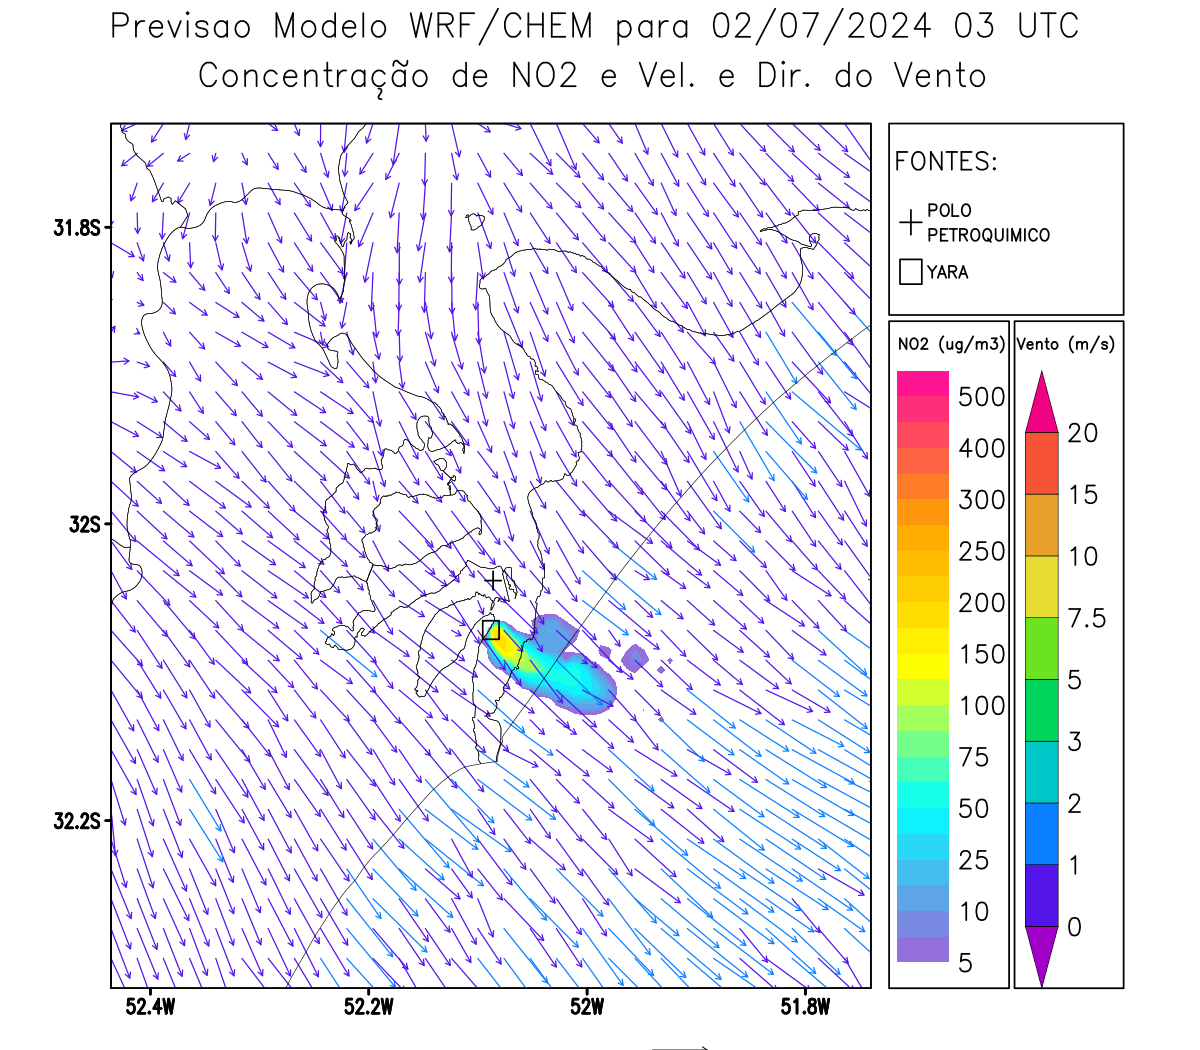 Previsao Modelo WRF/CHEM para 02/07/2024 03 UTC
Concentração de NO2 e Vel. e Dir. do Vento
FONTES:
POLO
PETROQUIMICO
YARA
NO2 (ug/m3)
500
400
300
250
200
150
100
75
50
25
10
5
Vento (m/s)
20
15
10
7.5
5
3
2
1
0
31.8S
32S
32.2S
52.4W
52.2W
52W
51.8W